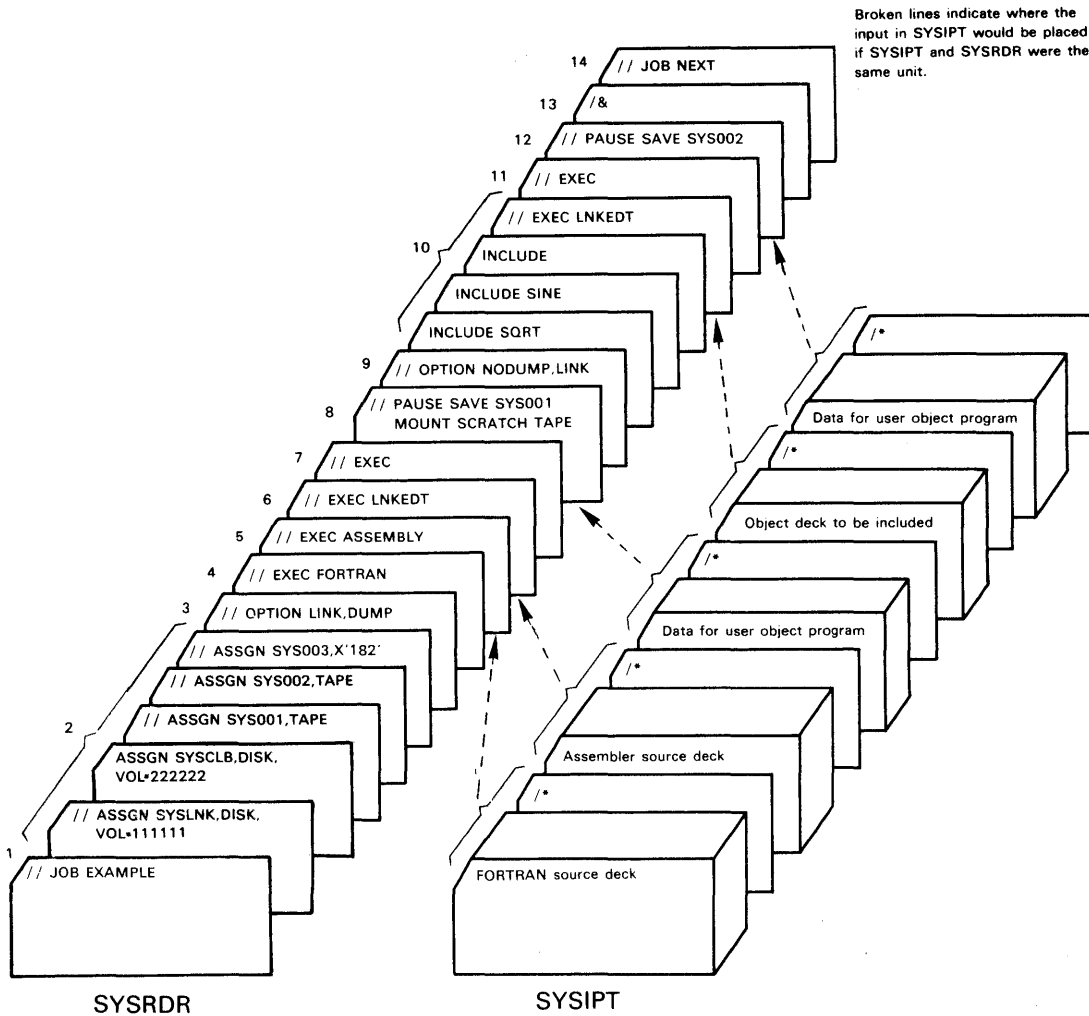 Broken lines indicate where the
input in SYSIPT would be placed
if SYSIPT and SYSRDR were the
same unit.
14
// JOB NEXT
13
/&
12
// PAUSE SAVE SYS002
11
// EXEC
10
// EXEC LNKEDT
INCLUDE
INCLUDE SINE
INCLUDE SQRT
9
// OPTION NODUMP,LINK
8
// PAUSE SAVE SYS001
MOUNT SCRATCH TAPE
7
// EXEC
6
// EXEC LNKEDT
5
// EXEC ASSEMBLY
4
// EXEC FORTRAN
3
// OPTION LINK,DUMP
2
// ASSGN SYS003,X'182'
// ASSGN SYS002,TAPE
// ASSGN SYS001,TAPE
ASSGN SYSCLB,DISK,
VOL=222222
// ASSGN SYSLNK,DISK,
VOL=111111
1
// JOB EXAMPLE
SYSRDR
/*
Data for user object program
/*
Object deck to be included
/*
Data for user object program
/*
Assembler source deck
/*
FORTRAN source deck
SYSIPT